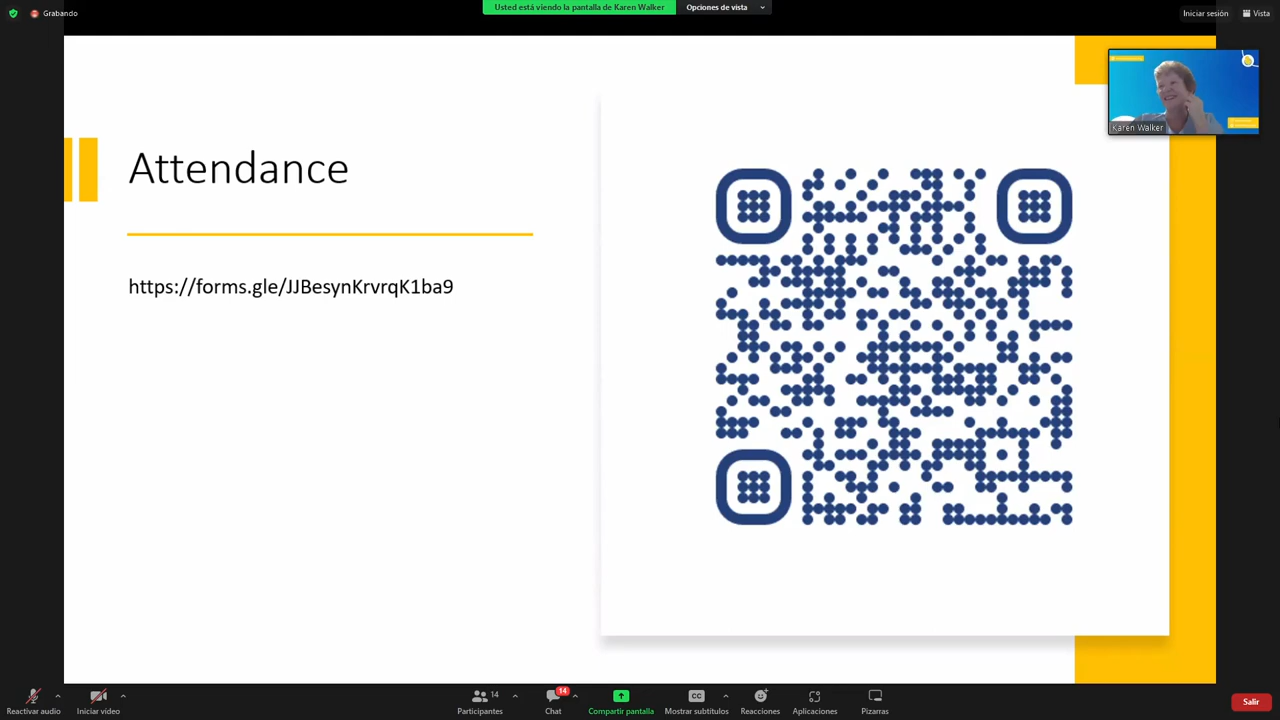 Grabando
Usted está viendo la pantalla de Karen Walker
Opciones de vista
Iniciar sesión
Vista
Karen Walker
Attendance
https://forms.gle/JJBesynKrvrqK1ba9
Reactivar audio
Iniciar video
14
Participantes
14
Chat
Compartir pantalla
CC
Mostrar subtítulos
Reacciones
Aplicaciones
Pizarras
Salir